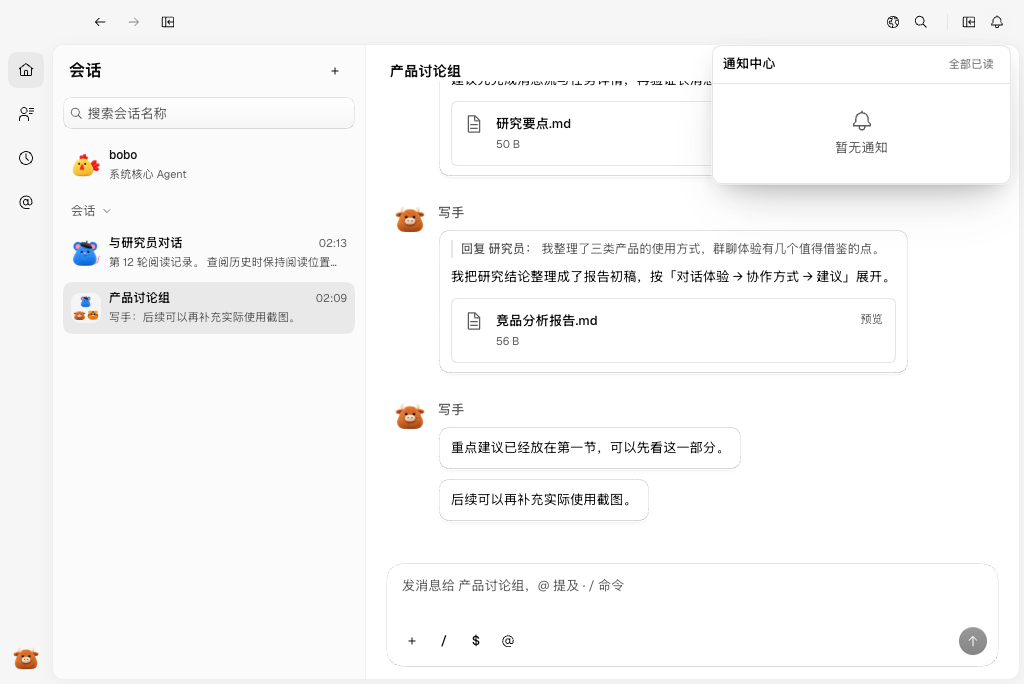 会话
+
搜索会话名称
bobo
系统核心 Agent
会话
与研究员对话
02:13
第 12 轮阅读记录。 查阅历史时保持阅读位置…
产品讨论组
02:09
写手：后续可以再补充实际使用截图。
产品讨论组
研究要点.md
50 B
写手
回复 研究员： 我整理了三类产品的使用方式，群聊体验有几个值得借鉴的点。
我把研究结论整理成了报告初稿，按「对话体验 → 协作方式 → 建议」展开。
竞品分析报告.md
预览
56 B
写手
重点建议已经放在第一节，可以先看这一部分。
后续可以再补充实际使用截图。
发消息给 产品讨论组，@ 提及 · / 命令
+ / $ @
通知中心
全部已读
暂无通知